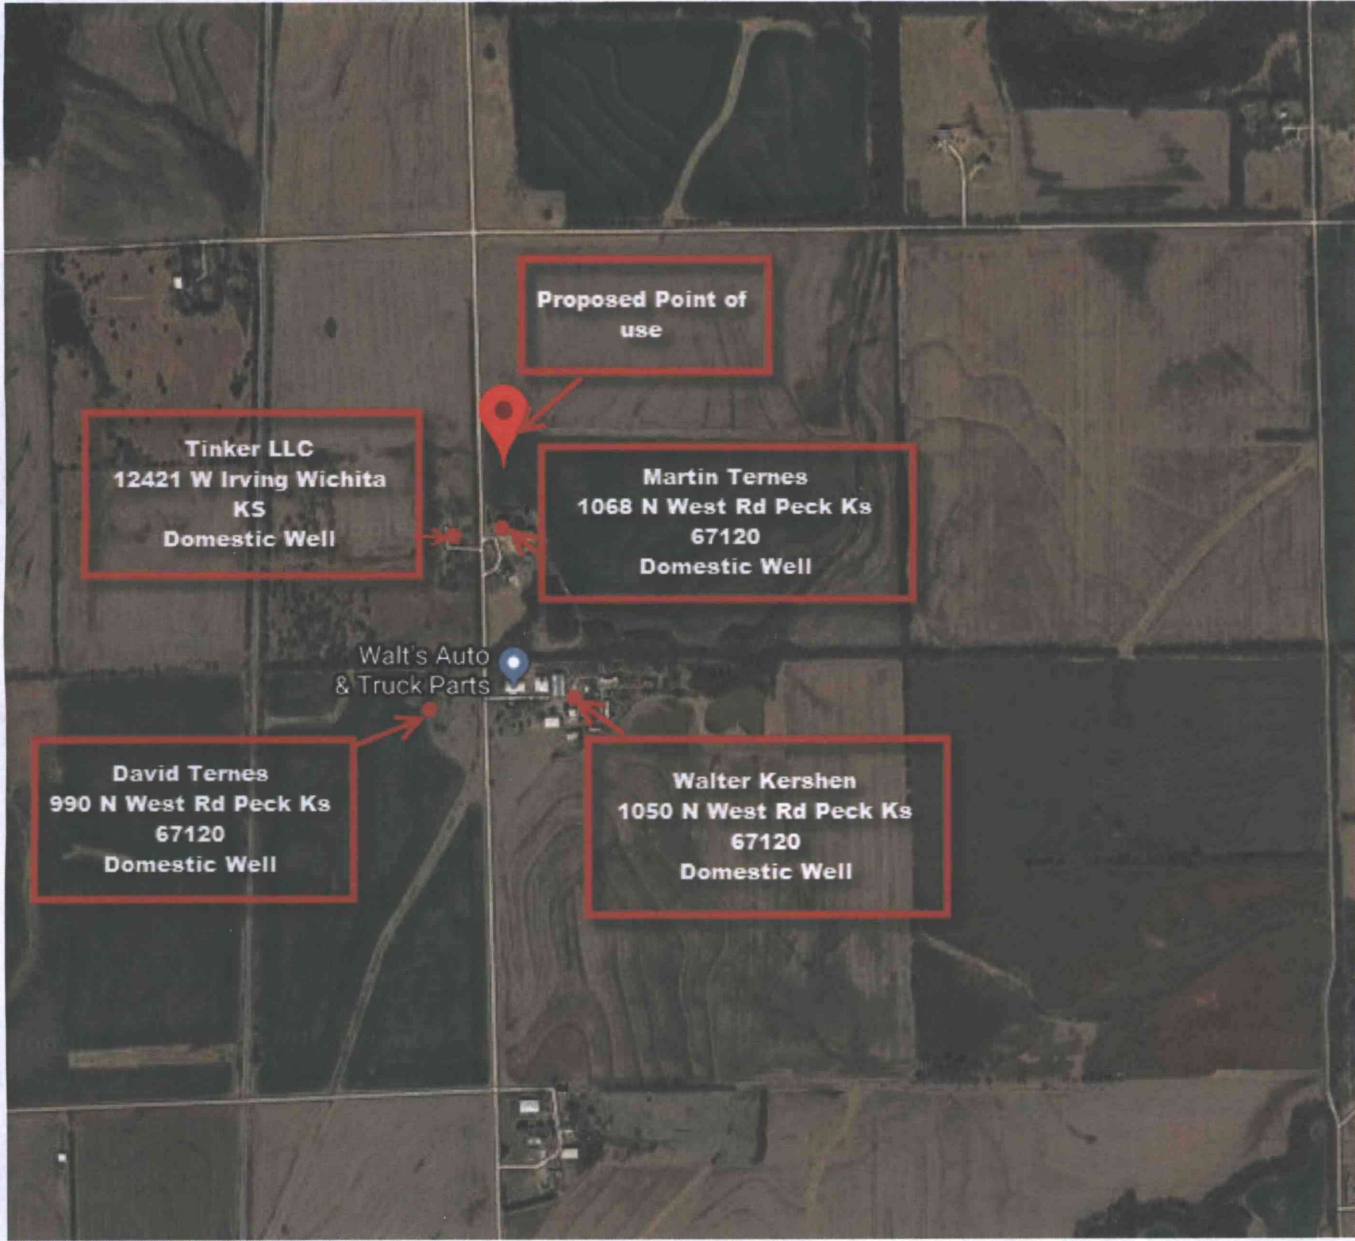 Proposed Point of
use
Tinker LLC
12421 W Irving Wichita
KS
Domestic Well
Martin Ternes
1068 N West Rd Peck Ks
67120
Domestic Well
Walt's Auto
& Truck Parts
David Ternes
990 N West Rd Peck Ks
67120
Domestic Well
Walter Kershen
1050 N West Rd Peck Ks
67120
Domestic Well